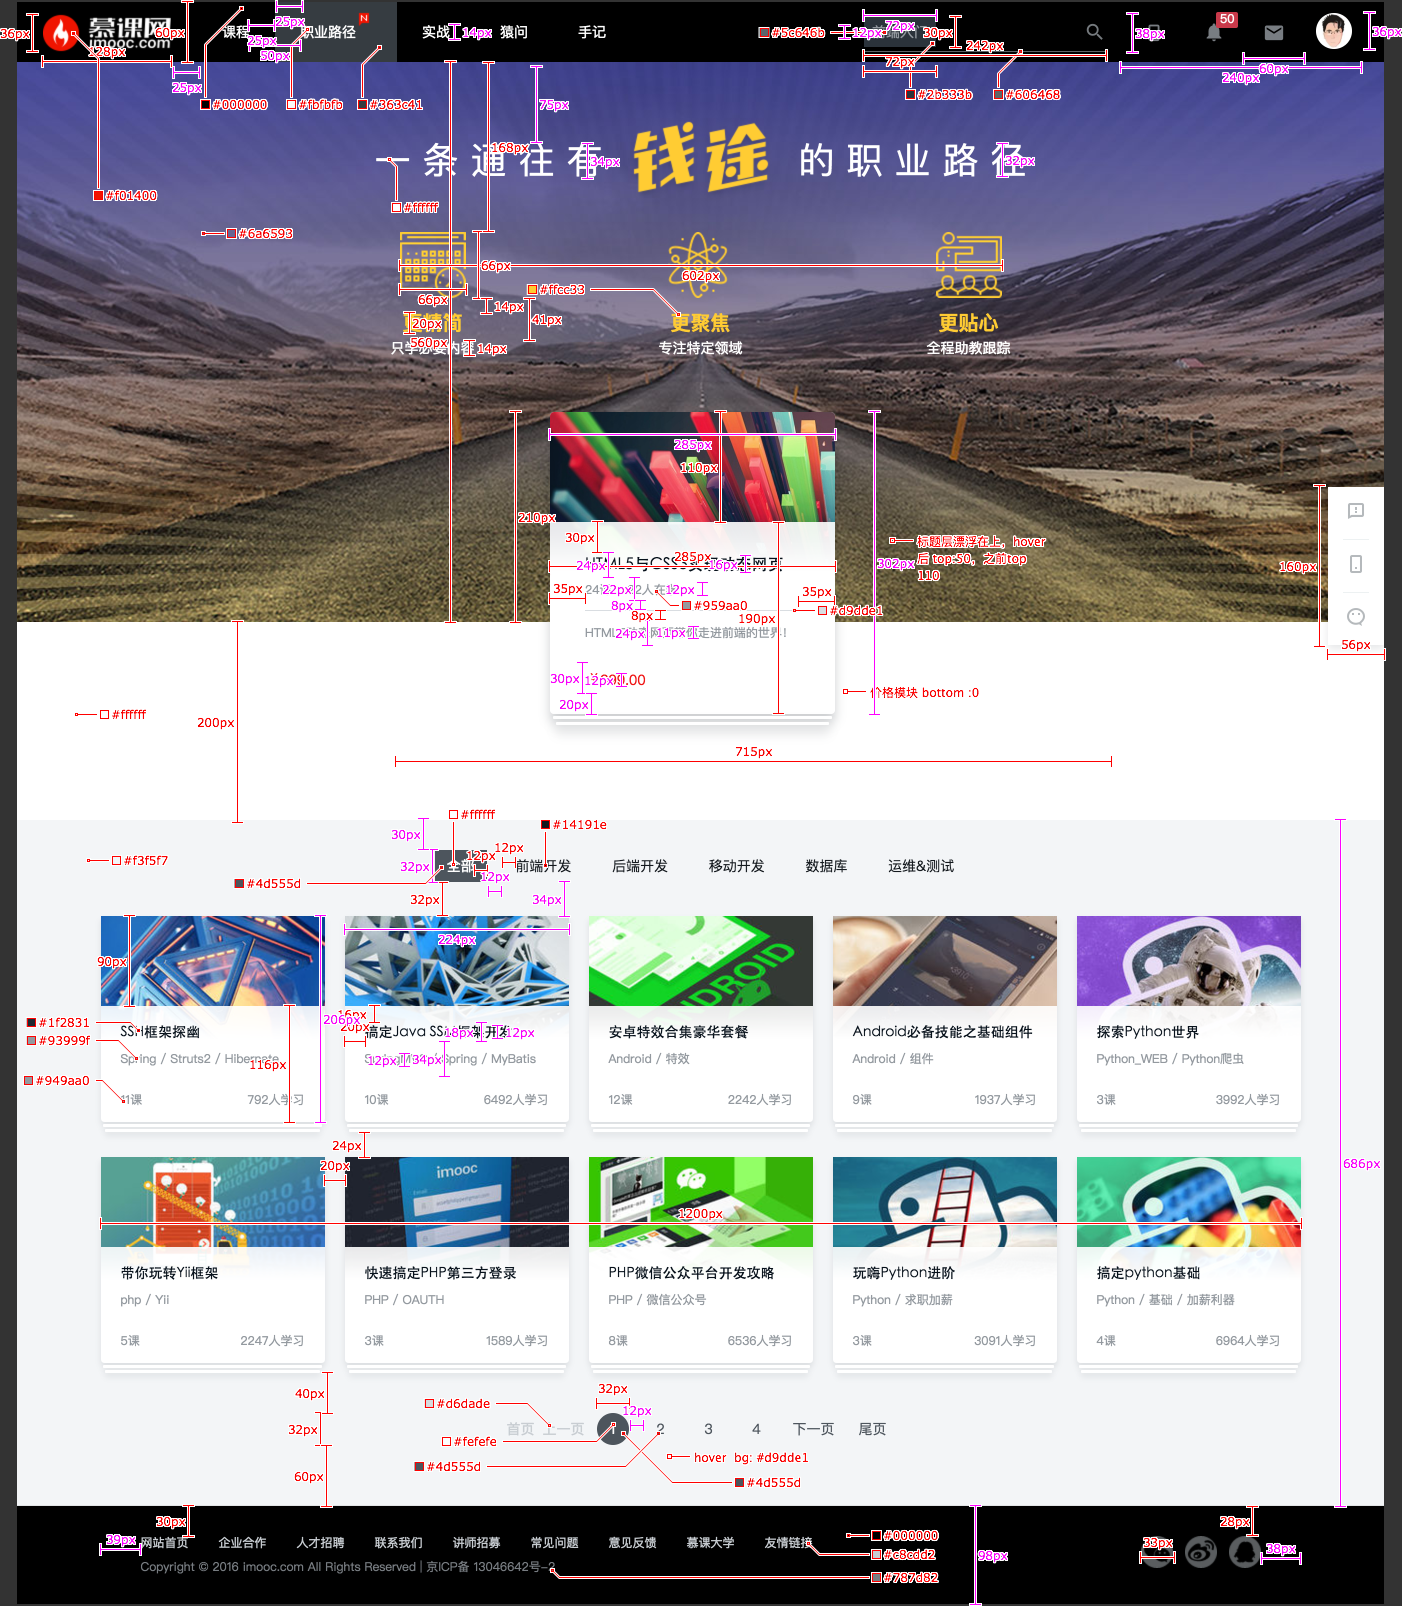 慕课网
imooc.com
课程
职业路径
N
实战
猿问
手记
50
36px
128px
60px
25px
25px
25px
50px
14px
#5c646b
12px
72px
30px
242px
72px
38px
240px
60px
36px
#000000
#fbfbfb
#363c41
#2b333b
#606468
75px
168px
一条通往有 钱途 的职业路径
34px
32px
#f01400
#ffffff
#6a6593
66px
602px
66px
#ffcc33
14px
41px
20px
560px
14px
更精简
只学必要内容
更聚焦
专注特定领域
更贴心
全程助教跟踪
285px
110px
210px
30px
HTML5与CSS3实现动态网页
285px
24px
16px
22px
12px
35px
35px
8px
#959aa0
8px
#d9dde1
190px
24px
11px
302px
标题层漂浮在上，hover
后 top:50，之前top
110
160px
56px
30px
12px
20px
价格模块 bottom :0
#ffffff
200px
715px
#ffffff
#14191e
30px
#f3f5f7
32px
12px
12px
12px
#4d555d
32px
34px
全部
前端开发
后端开发
移动开发
数据库
运维&测试
90px
224px
206px
16px
20px
18px
12px
12px
34px
116px
#1f2831
#93999f
#949aa0
SSH框架探幽
Spring / Struts2 / Hibernate
11课 792人学习
搞定Java SSM框架开发
Spring / MyBatis
10课 6492人学习
ANDROID
安卓特效合集豪华套餐
Android / 特效
12课 2242人学习
Android必备技能之基础组件
Android / 组件
9课 1937人学习
探索Python世界
Python_WEB / Python爬虫
3课 3992人学习
24px
20px
686px
imooc
1200px
带你玩转Yii框架
php / Yii
5课 2247人学习
快速搞定PHP第三方登录
PHP / OAUTH
3课 1589人学习
PHP微信公众平台开发攻略
PHP / 微信公众号
8课 6536人学习
玩嗨Python进阶
Python / 求职加薪
3课 3091人学习
搞定python基础
Python / 基础 / 加薪利器
4课 6964人学习
40px
32px
60px
#d6dade
32px
12px
首页 上一页 1 2 3 4 下一页 尾页
#fefefe
#4d555d
hover bg: #d9dde1
#4d555d
30px
39px
网站首页 企业合作 人才招聘 联系我们 讲师招募 常见问题 意见反馈 慕课大学 友情链接
Copyright © 2016 imooc.com All Rights Reserved | 京ICP备 13046642号-2
#000000
#c8cdd2
#787d82
98px
28px
33px
38px